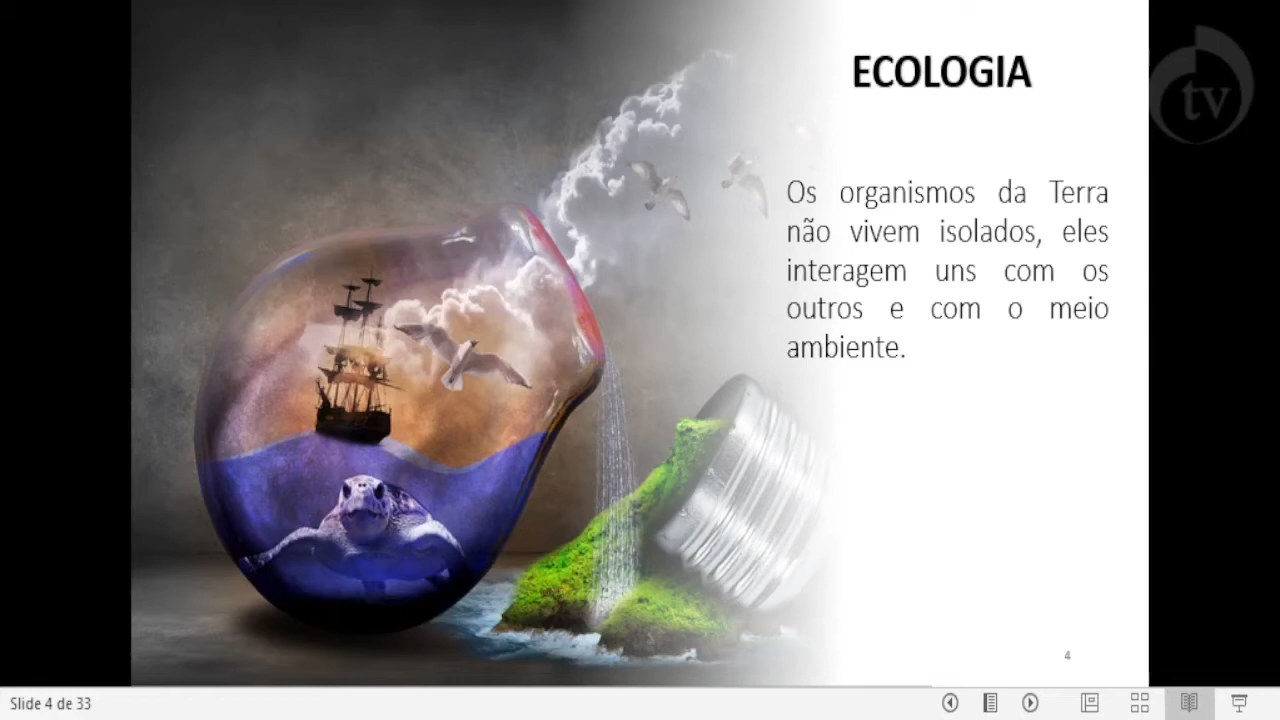 ECOLOGIA
tv
Os organismos da Terra
não vivem isolados, eles
interagem uns com os
outros e com o meio
ambiente.
4
Slide 4 de 33